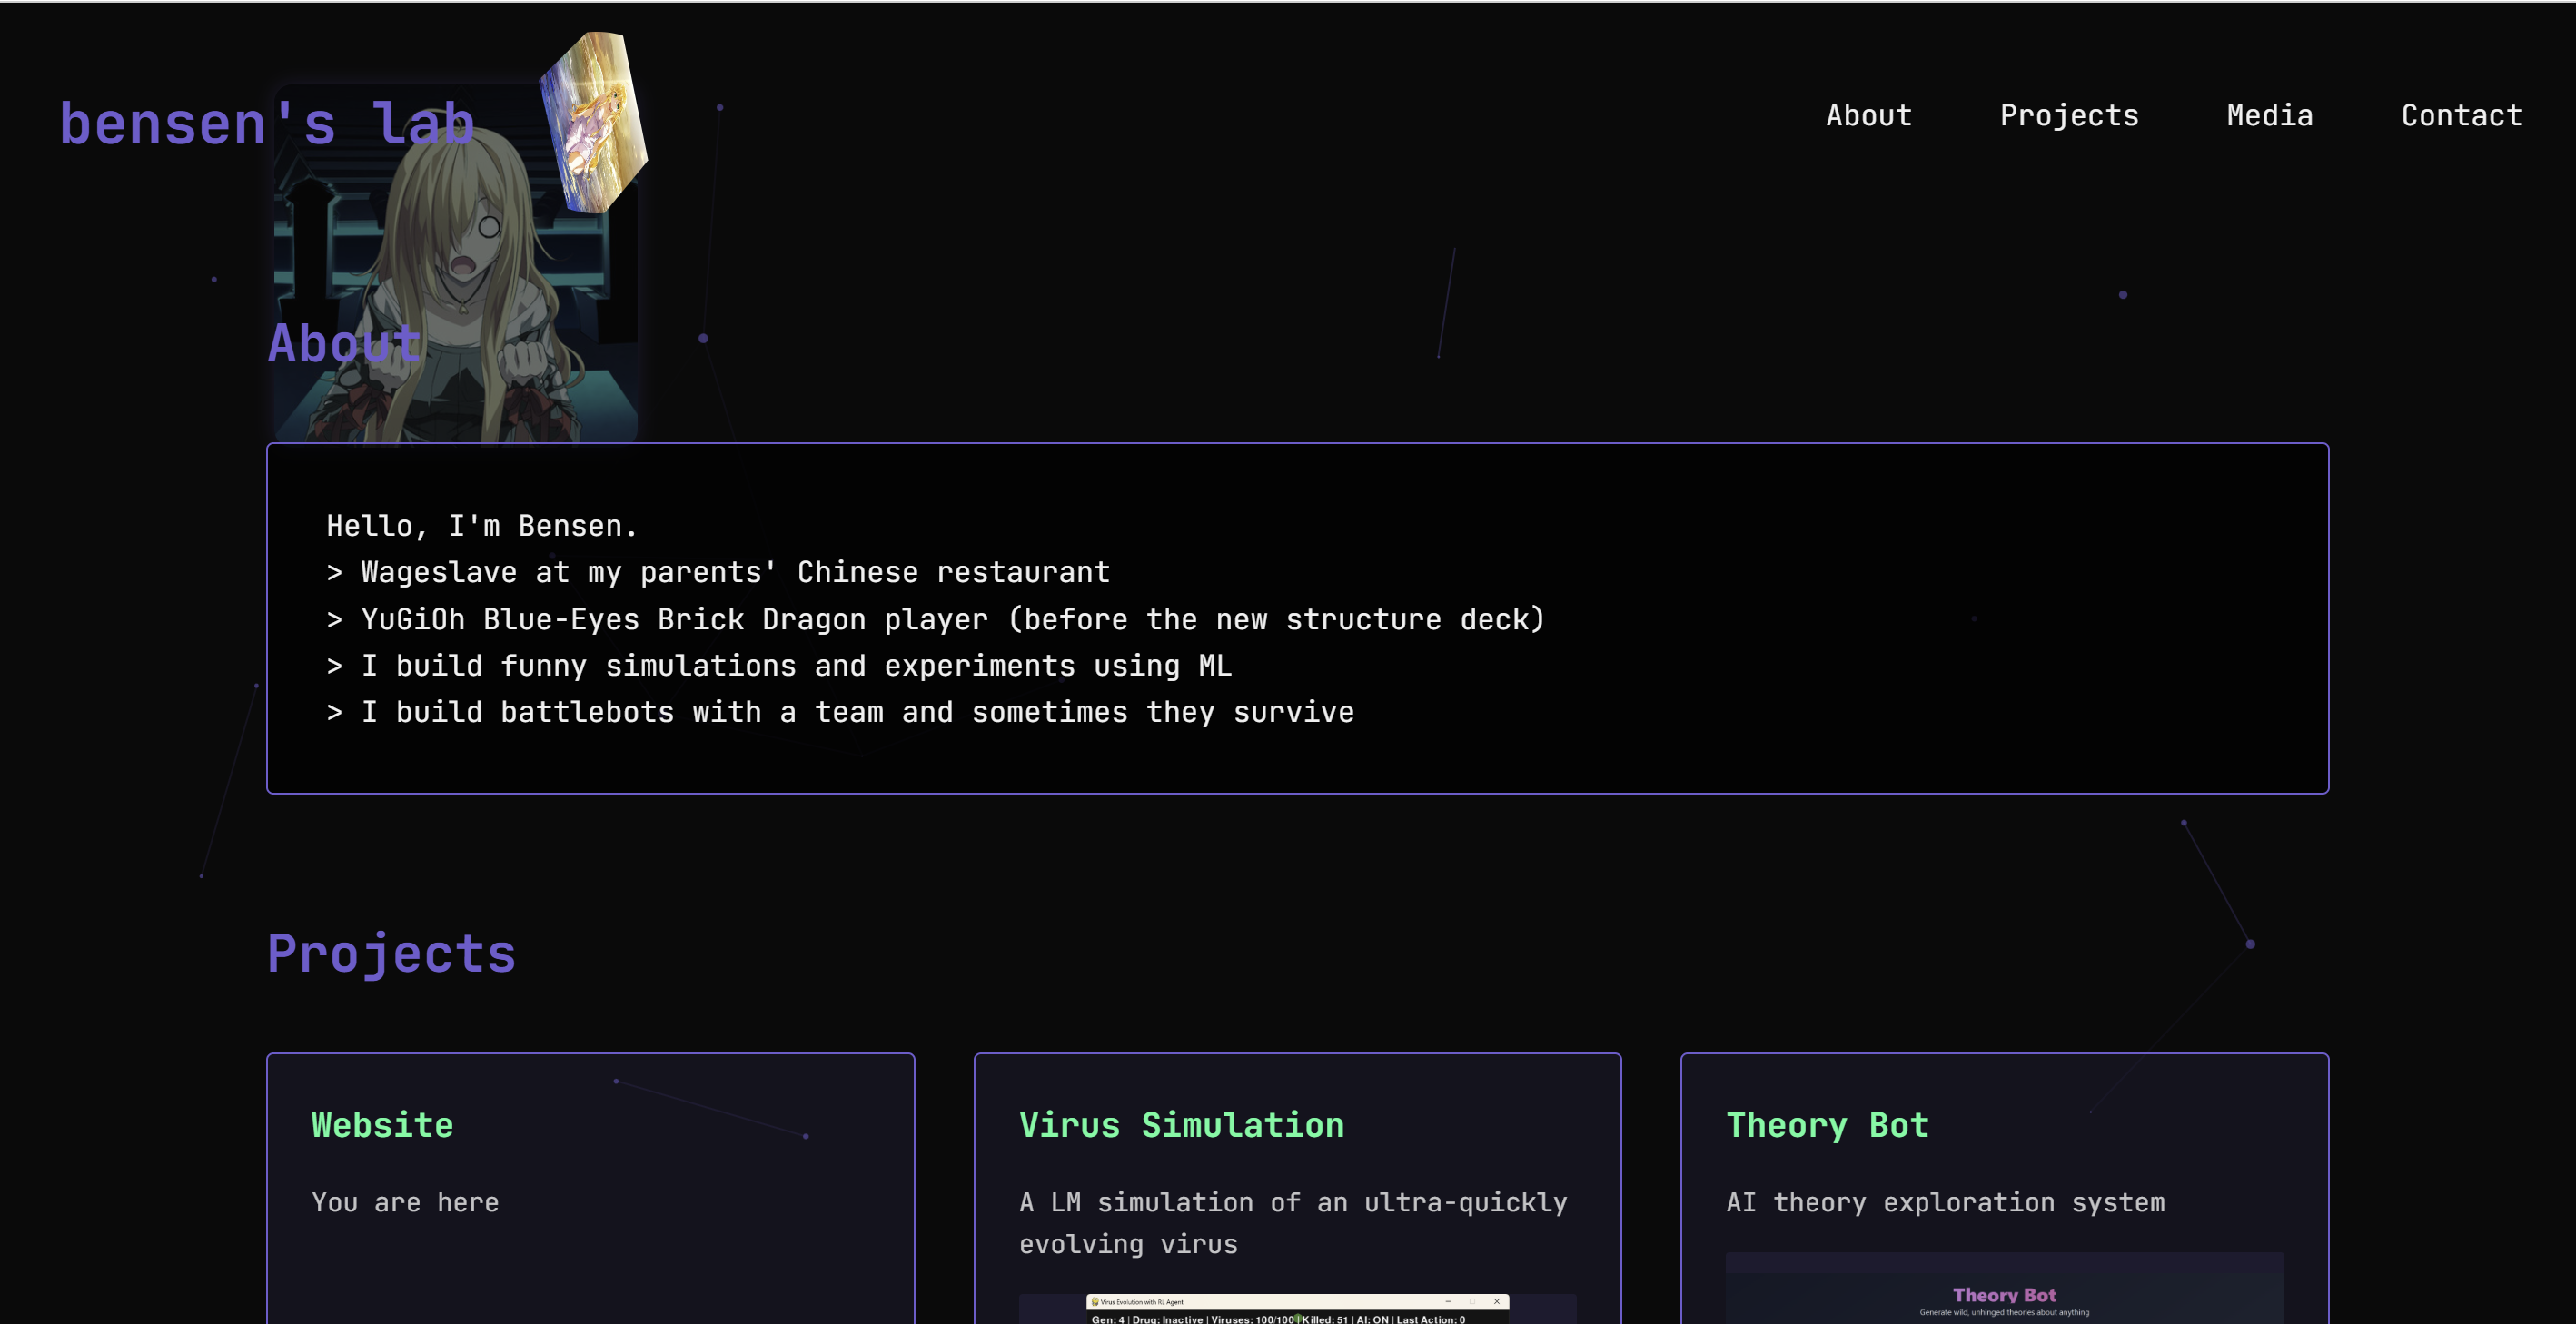 bensen's lab
About Projects Media Contact
About
Hello, I'm Bensen.
> Wageslave at my parents' Chinese restaurant
> YuGiOh Blue-Eyes Brick Dragon player (before the new structure deck)
> I build funny simulations and experiments using ML
> I build battlebots with a team and sometimes they survive
Projects
Website
You are here
Virus Simulation
A LM simulation of an ultra-quickly
evolving virus
Virus Evolution with RL Agent
Gen: 4 | Drug: Inactive | Viruses: 100/100 | Killed: 51 | AI: ON | Last Action: 0
Theory Bot
AI theory exploration system
Theory Bot
Generate wild, unhinged theories about anything